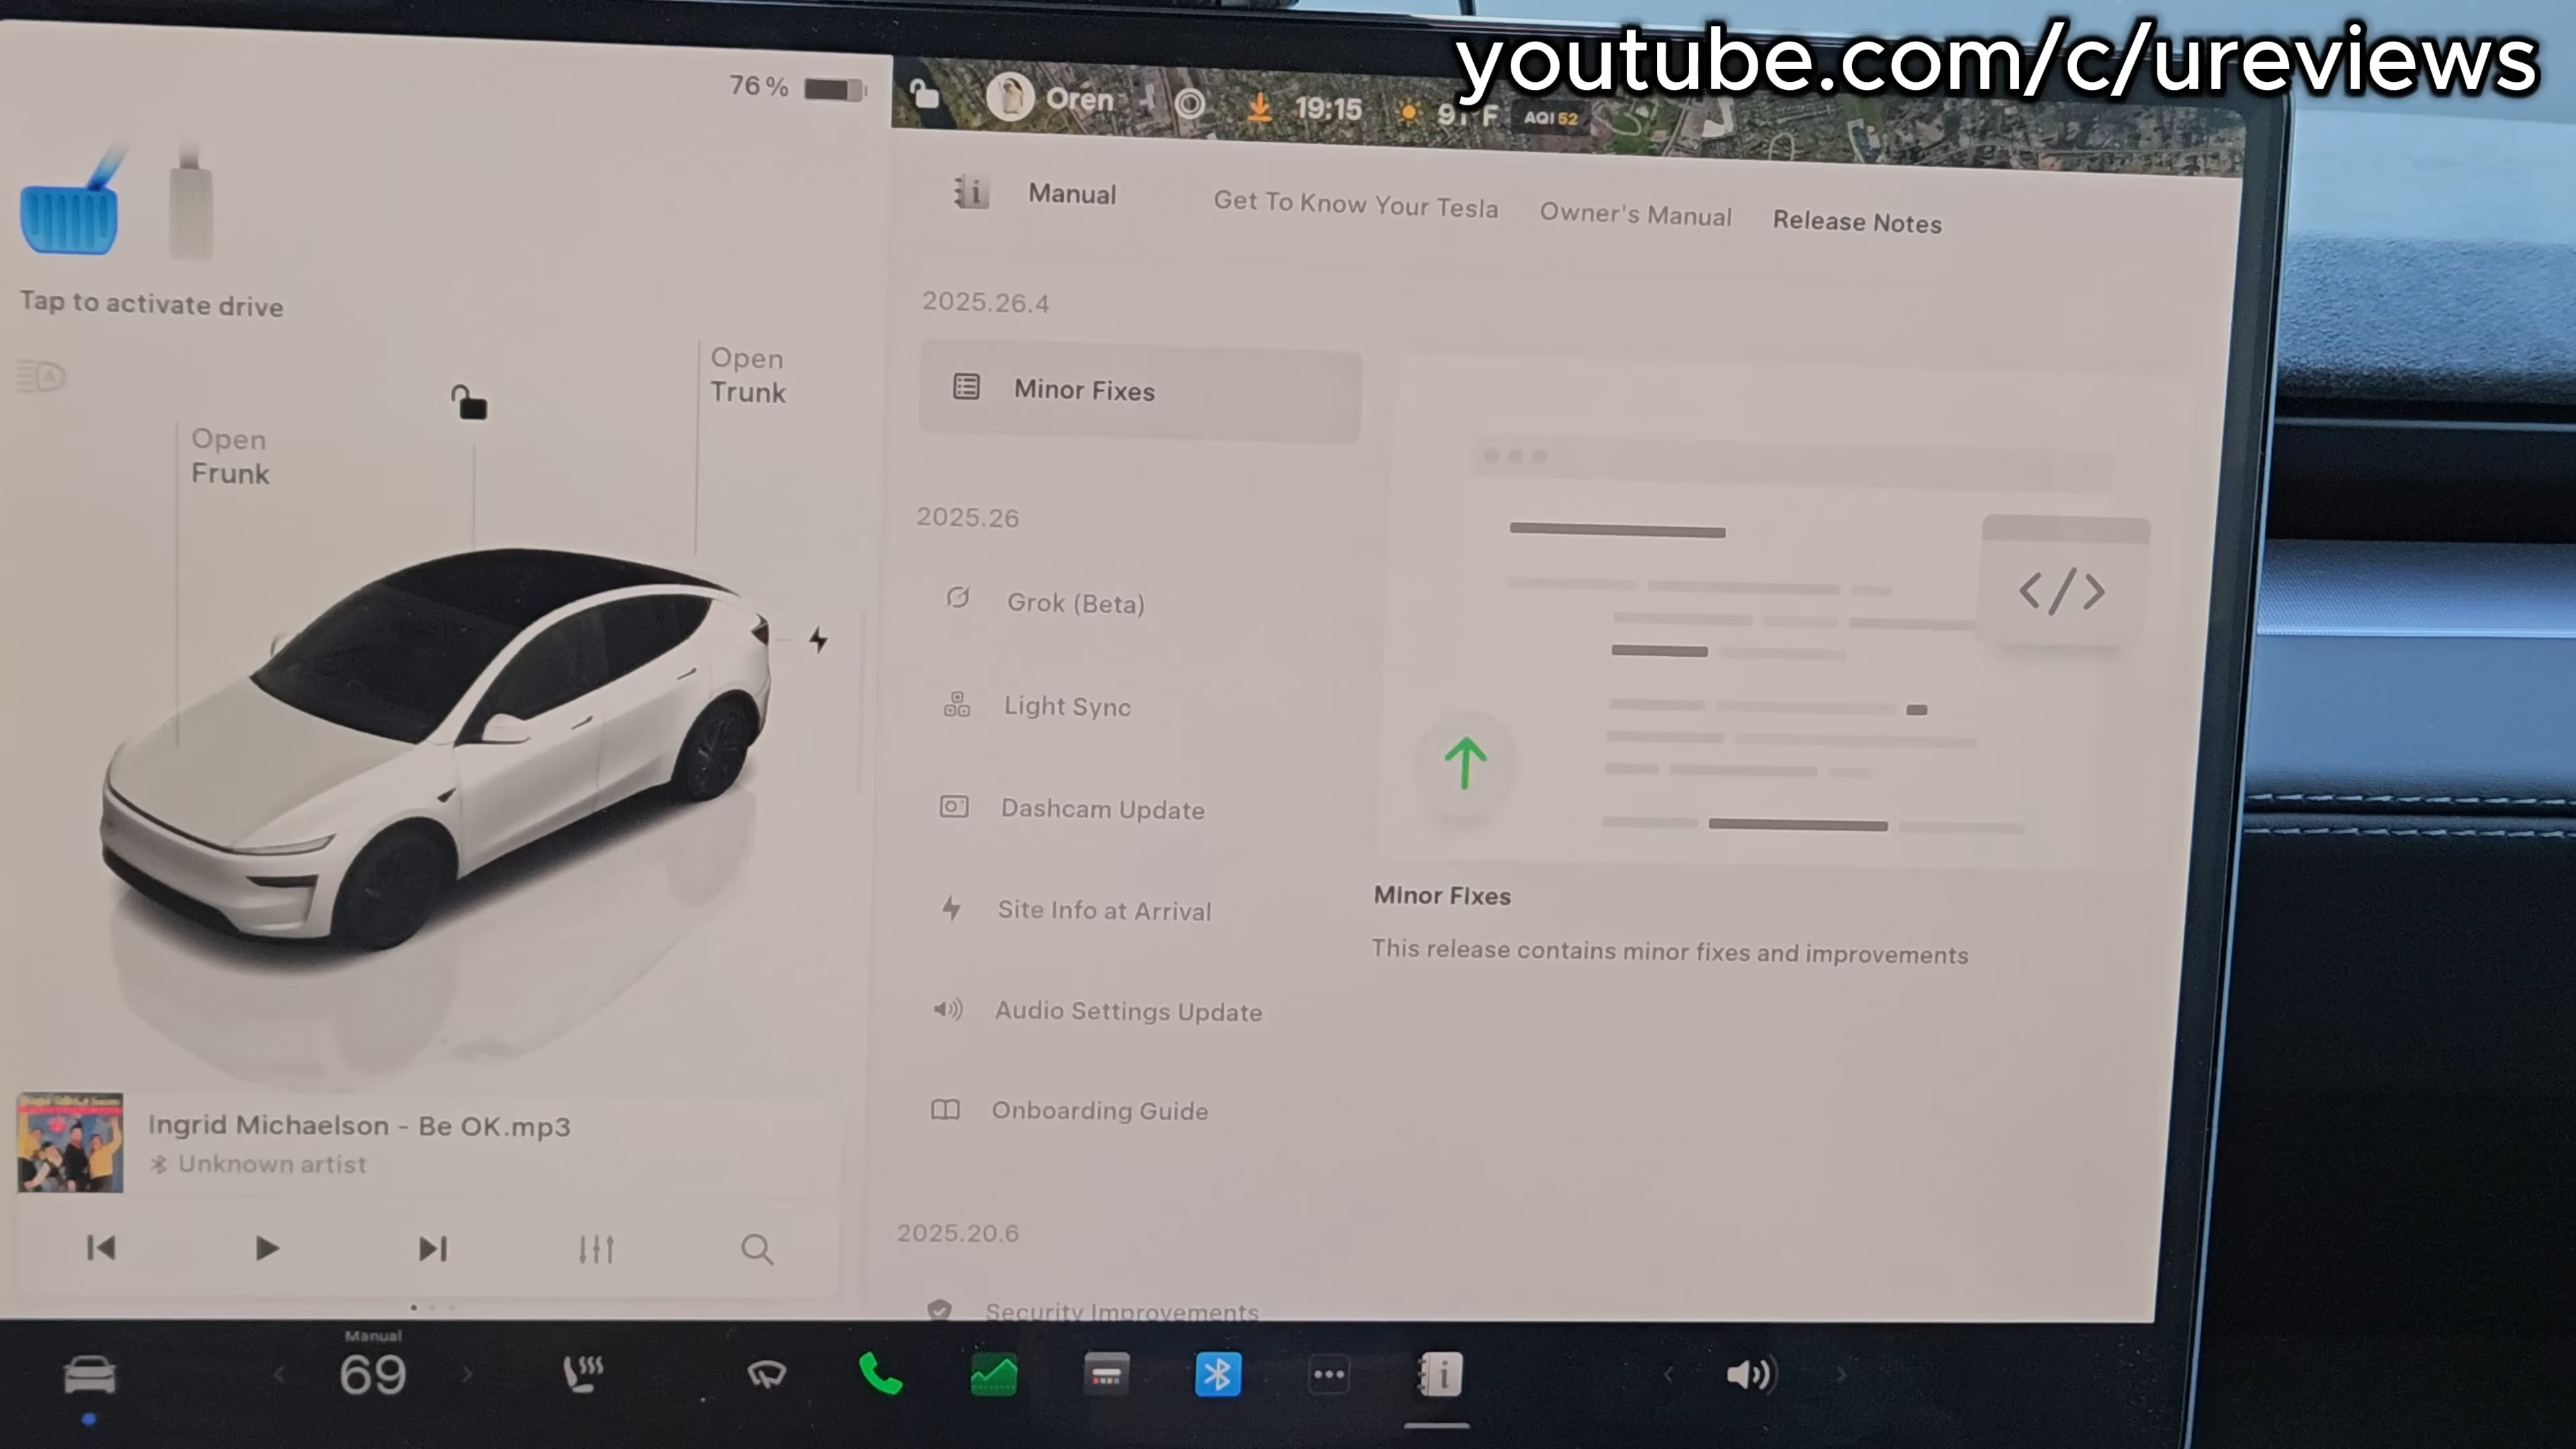 youtube.com/c/ureviews
76 %
Oren
19:15
91° F
AQI 52
Manual
Get To Know Your Tesla
Owner's Manual
Release Notes
Tap to activate drive
A
Open
Trunk
Open
Frunk
2025.26.4
Minor Fixes
2025.26
Grok (Beta)
Light Sync
Dashcam Update
Site Info at Arrival
Audio Settings Update
Onboarding Guide
2025.20.6
Security Improvements
</>
Minor Fixes
This release contains minor fixes and improvements
Ingrid Michaelson - Be OK.mp3
Unknown artist
Manual
69